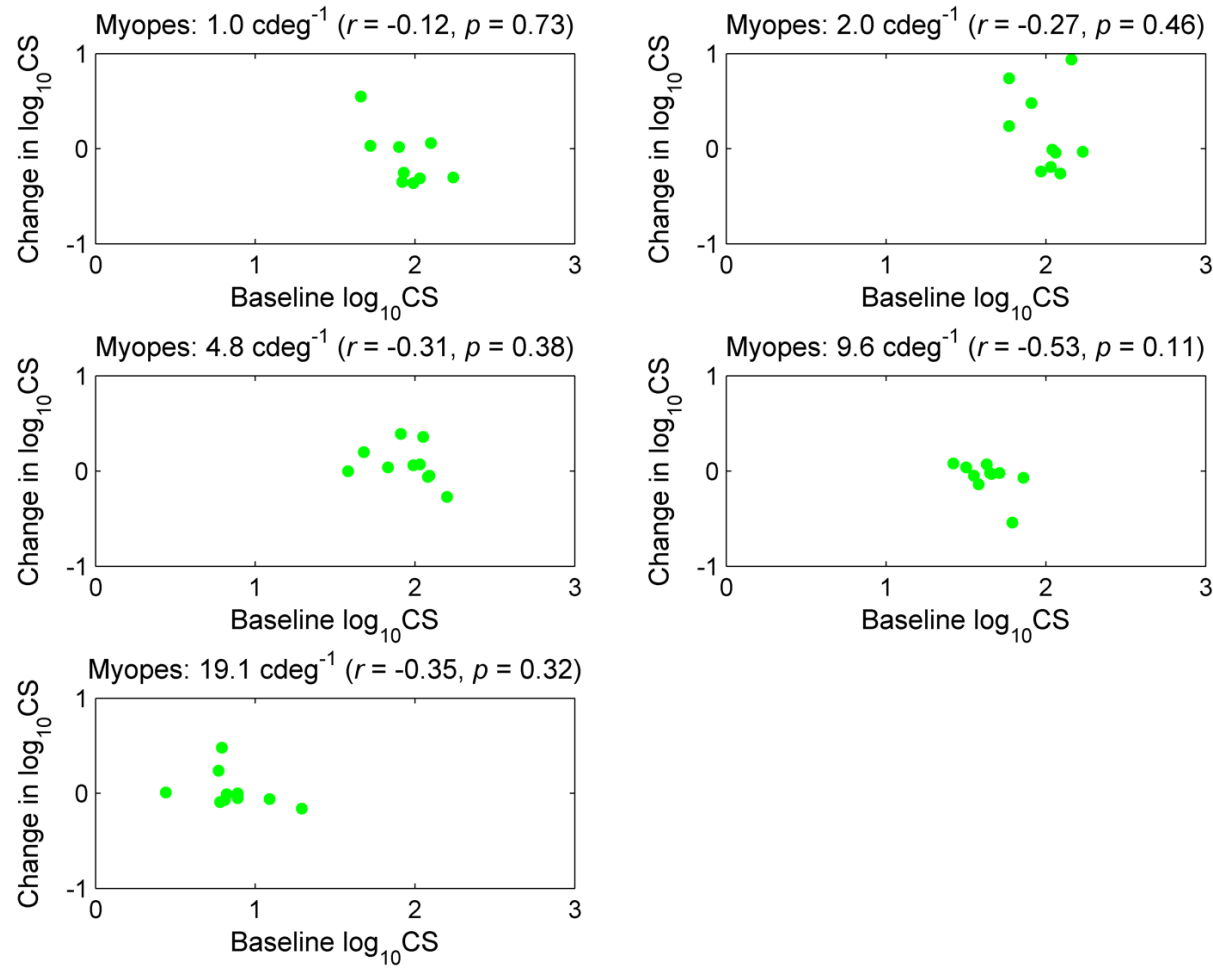 Myopes: 1.0 cdeg⁻¹ (r = -0.12, p = 0.73)
Change in log₁₀CS
1
0
-1
0 1 2 3
Baseline log₁₀CS
Myopes: 2.0 cdeg⁻¹ (r = -0.27, p = 0.46)
Change in log₁₀CS
1
0
-1
0 1 2 3
Baseline log₁₀CS
Myopes: 4.8 cdeg⁻¹ (r = -0.31, p = 0.38)
Change in log₁₀CS
1
0
-1
0 1 2 3
Baseline log₁₀CS
Myopes: 9.6 cdeg⁻¹ (r = -0.53, p = 0.11)
Change in log₁₀CS
1
0
-1
0 1 2 3
Baseline log₁₀CS
Myopes: 19.1 cdeg⁻¹ (r = -0.35, p = 0.32)
Change in log₁₀CS
1
0
-1
0 1 2 3
Baseline log₁₀CS